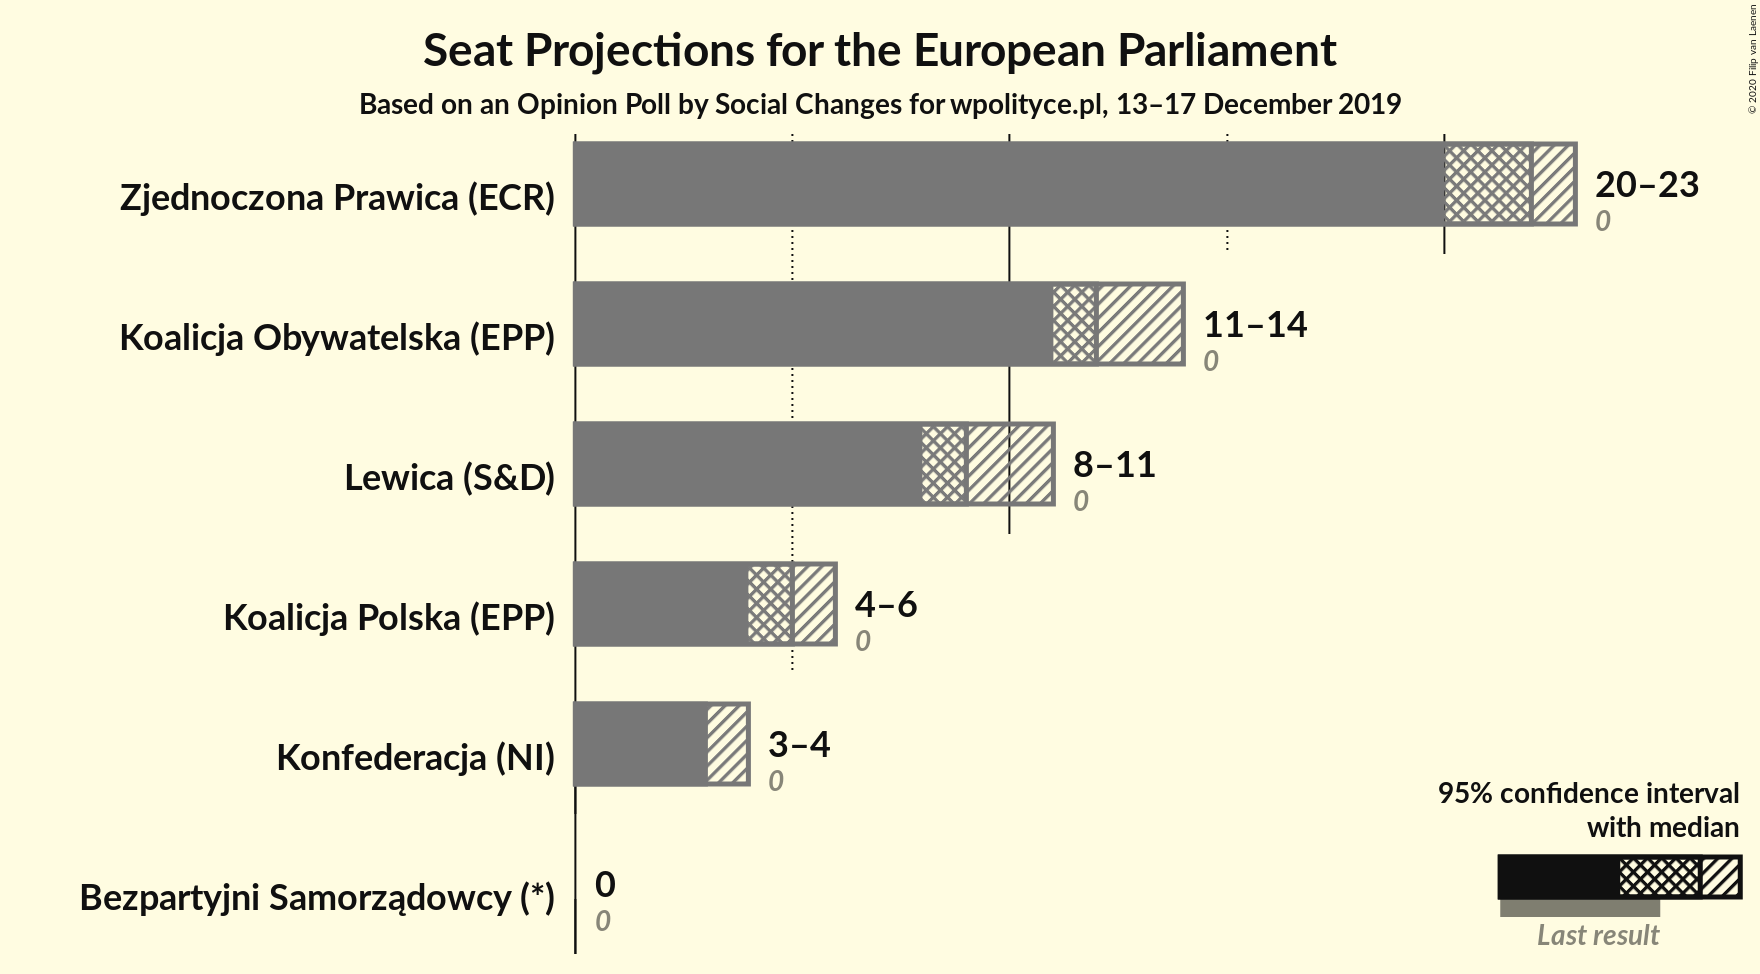 Seat Projections for the European Parliament
Based on an Opinion Poll by Social Changes for wpolityce.pl, 13–17 December 2019
© 2020 Filip van Laenen
Zjednoczona Prawica (ECR)
20–23
0
Koalicja Obywatelska (EPP)
11–14
0
Lewica (S&D)
8–11
0
Koalicja Polska (EPP)
4–6
0
Konfederacja (NI)
3–4
0
Bezpartyjni Samorządowcy (*)
0
0
95% confidence interval
with median
Last result